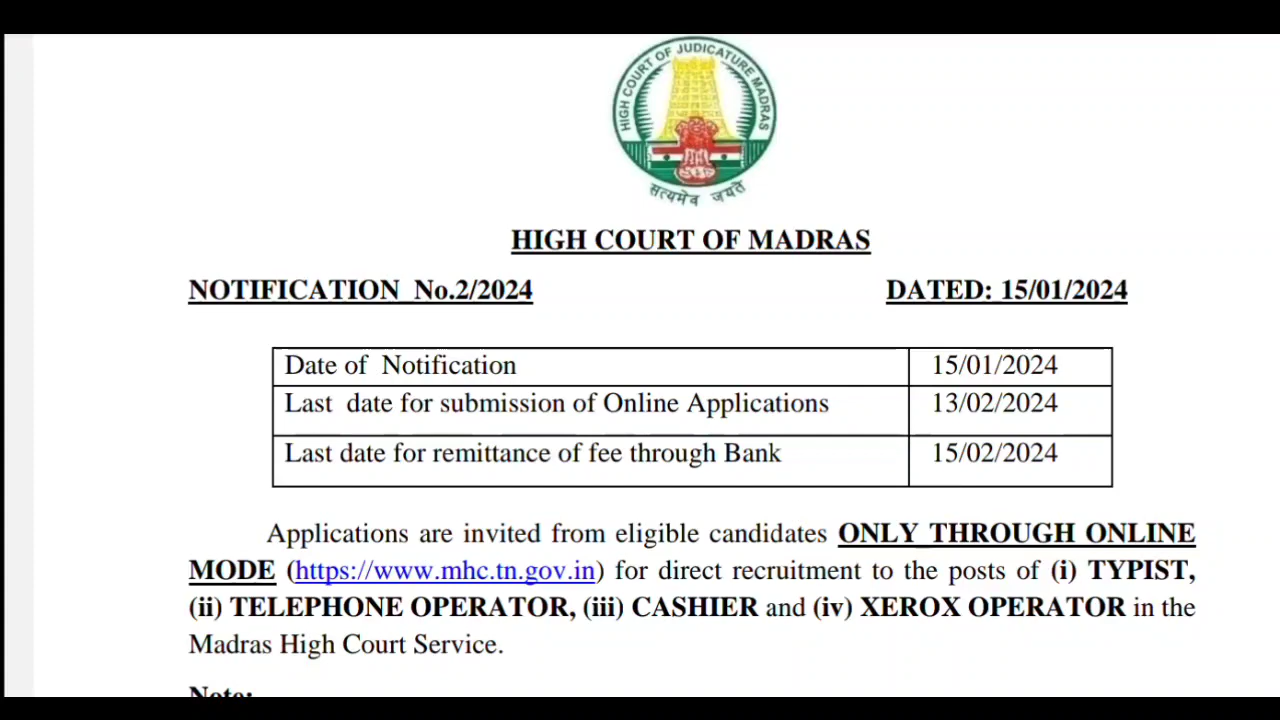 HIGH COURT OF JUDICATURE MADRAS
सत्यमेव जयते
HIGH COURT OF MADRAS
NOTIFICATION No.2/2024 DATED: 15/01/2024
Date of Notification 15/01/2024
Last date for submission of Online Applications 13/02/2024
Last date for remittance of fee through Bank 15/02/2024
Applications are invited from eligible candidates ONLY THROUGH ONLINE
MODE (https://www.mhc.tn.gov.in) for direct recruitment to the posts of (i) TYPIST,
(ii) TELEPHONE OPERATOR, (iii) CASHIER and (iv) XEROX OPERATOR in the
Madras High Court Service.
Note: